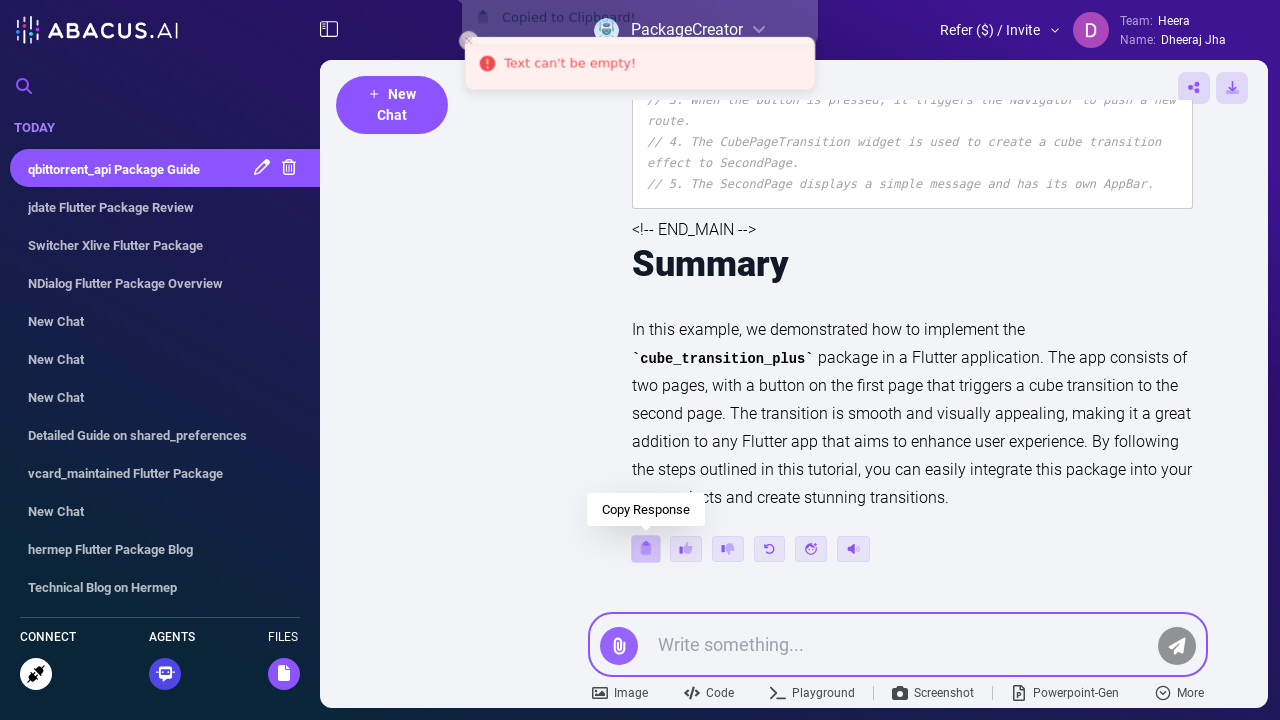 ABACUS.AI
Copied to Clipboard!
PackageCreator
Refer ($) / Invite
D
Team: Heera
Name: Dheeraj Jha
Text can't be empty!
+ New
Chat
TODAY
qbittorrent_api Package Guide
jdate Flutter Package Review
Switcher Xlive Flutter Package
NDialog Flutter Package Overview
New Chat
New Chat
New Chat
Detailed Guide on shared_preferences
vcard_maintained Flutter Package
New Chat
hermep Flutter Package Blog
Technical Blog on Hermep
CONNECT
AGENTS
FILES
// 3. When the button is pressed, it triggers the Navigator to push a new
route.
// 4. The CubePageTransition widget is used to create a cube transition
effect to SecondPage.
// 5. The SecondPage displays a simple message and has its own AppBar.
<!-- END_MAIN -->
Summary
In this example, we demonstrated how to implement the
`cube_transition_plus` package in a Flutter application. The app consists of
two pages, with a button on the first page that triggers a cube transition to the
second page. The transition is smooth and visually appealing, making it a great
addition to any Flutter app that aims to enhance user experience. By following
the steps outlined in this tutorial, you can easily integrate this package into your
and create stunning transitions.
Copy Response
Write something...
Image
Code
Playground
Screenshot
Powerpoint-Gen
More